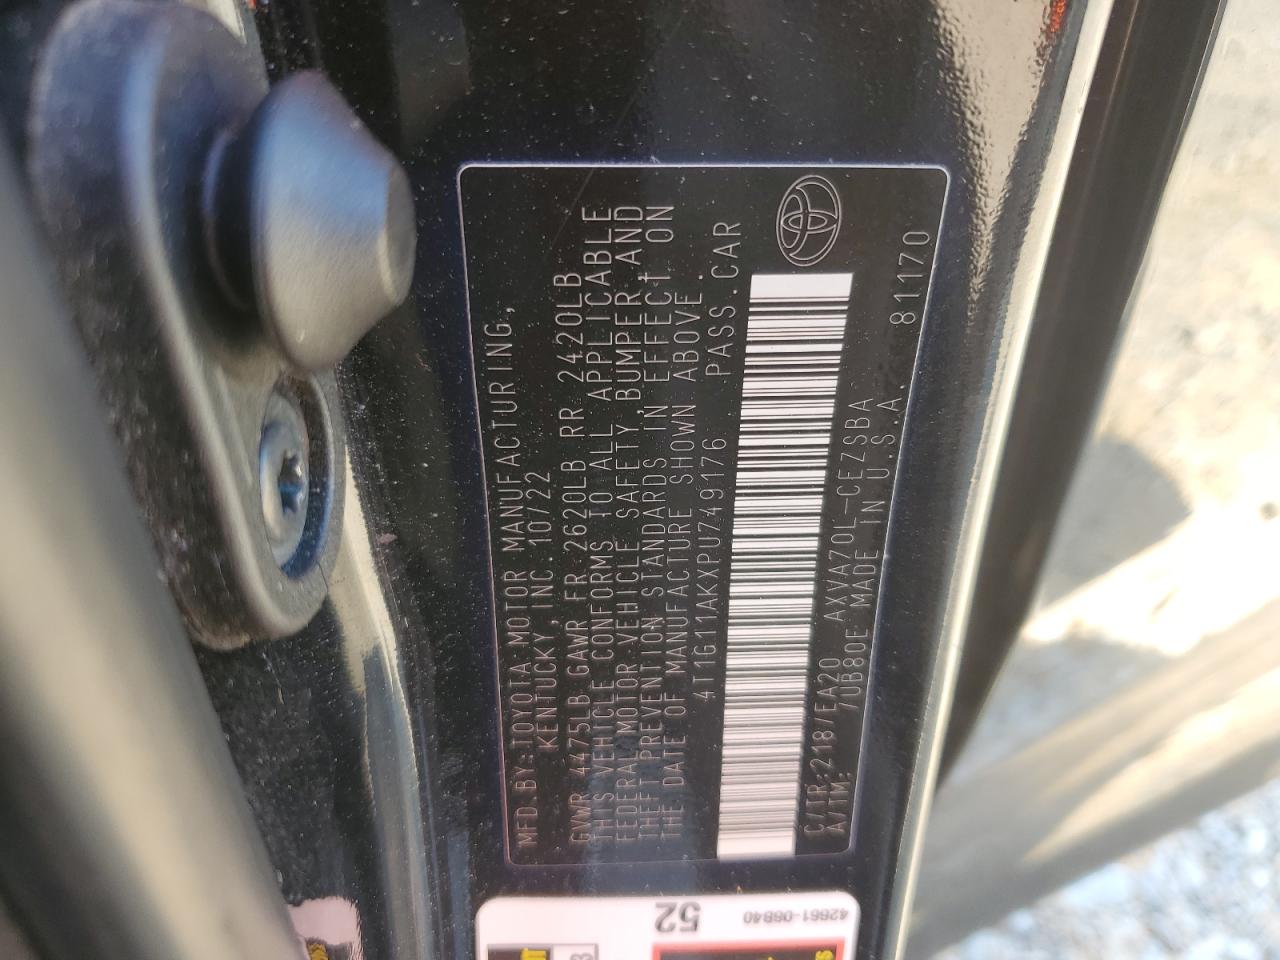 MFD.BY:TOYOTA MOTOR MANUFACTURING,
KENTUCKY, INC. 10/22
GVWR 4475LB GAWR FR 2620LB RR 2420LB
THIS VEHICLE CONFORMS TO ALL APPLICABLE
FEDERAL MOTOR VEHICLE SAFETY, BUMPER, AND
THEFT PREVENTION STANDARDS IN EFFECT ON
THE DATE OF MANUFACTURE SHOWN ABOVE.
4T1G11AKXPU749176 PASS.CAR
C/TR:218/EA20 AXVA70L-CEZSBA 81170
A/TM: /UB80E MADE IN U.S.A.
52
42661-06B40